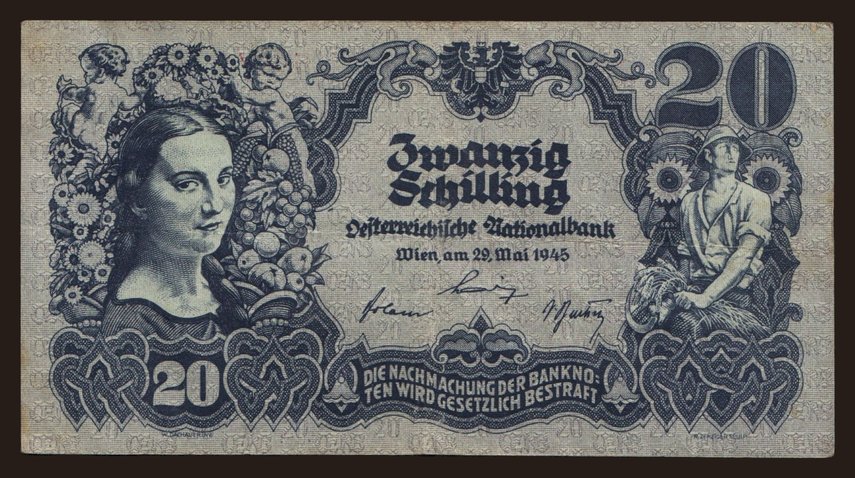 20
Zwanzig
Schilling
Oesterreichische Nationalbank
Wien, am 29. Mai 1945
20
DIE NACHMACHUNG DER BANKNO:
TEN WIRD GESETZLICH BESTRAFT